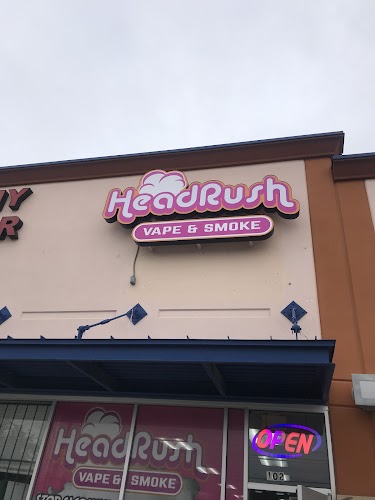 HeadRush
VAPE & SMOKE
HeadRush
VAPE & SMOKE
OPEN
102